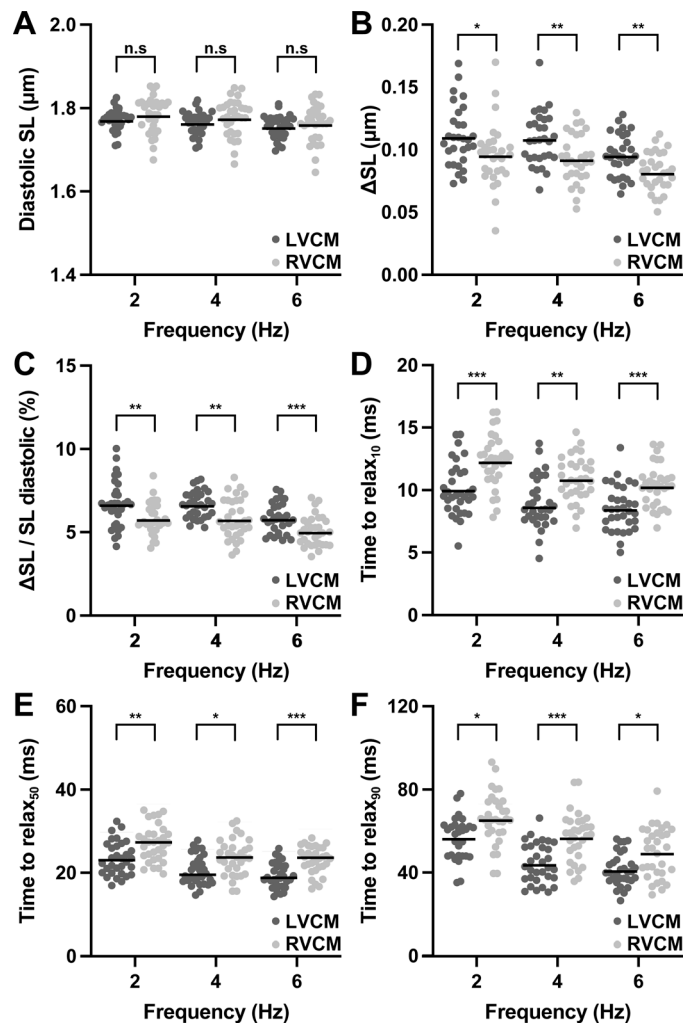 A
Diastolic SL (μm)
2.0
1.8
1.6
1.4
n.s n.s n.s
LVCM
RVCM
2 4 6
Frequency (Hz)
B
ΔSL (μm)
0.20
0.15
0.10
0.05
0.00
* ** **
LVCM
RVCM
2 4 6
Frequency (Hz)
C
ΔSL / SL diastolic (%)
15
10
5
0
** ** ***
LVCM
RVCM
2 4 6
Frequency (Hz)
D
Time to relax₁₀ (ms)
20
15
10
5
0
*** ** ***
LVCM
RVCM
2 4 6
Frequency (Hz)
E
Time to relax₅₀ (ms)
60
40
20
0
** * ***
LVCM
RVCM
2 4 6
Frequency (Hz)
F
Time to relax₉₀ (ms)
120
80
40
0
* *** *
LVCM
RVCM
2 4 6
Frequency (Hz)